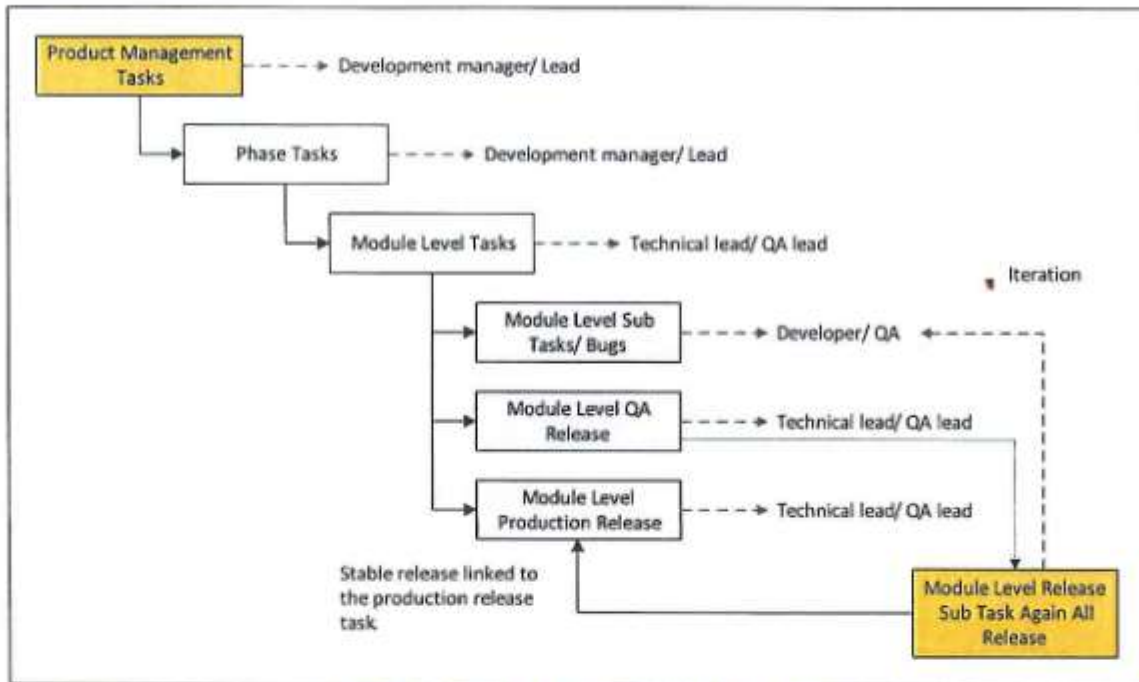 Product Management
Tasks
Development manager/ Lead
Phase Tasks
Development manager/ Lead
Module Level Tasks
Technical lead/ QA lead
Iteration
Module Level Sub
Tasks/ Bugs
Developer/ QA
Module Level QA
Release
Technical lead/ QA lead
Module Level
Production Release
Technical lead/ QA lead
Stable release linked to
the production release
task
Module Level Release
Sub Task Again All
Release